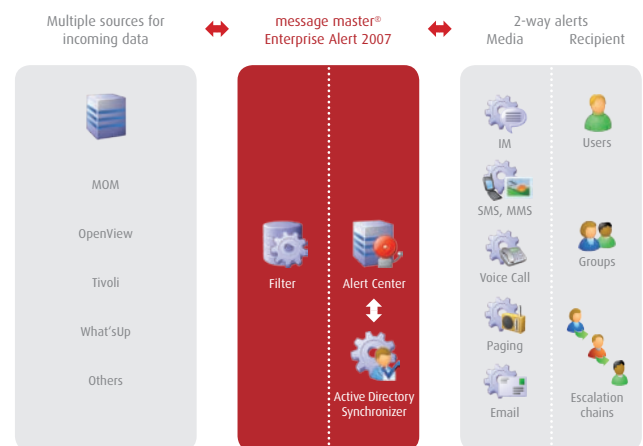 Multiple sources for
incoming data
message master®
Enterprise Alert 2007
2-way alerts
Media Recipient
MOM
OpenView
Tivoli
What'sUp
Others
Filter
Alert Center
Active Directory
Synchronizer
IM
SMS, MMS
Voice Call
Paging
Email
Users
Groups
Escalation
chains